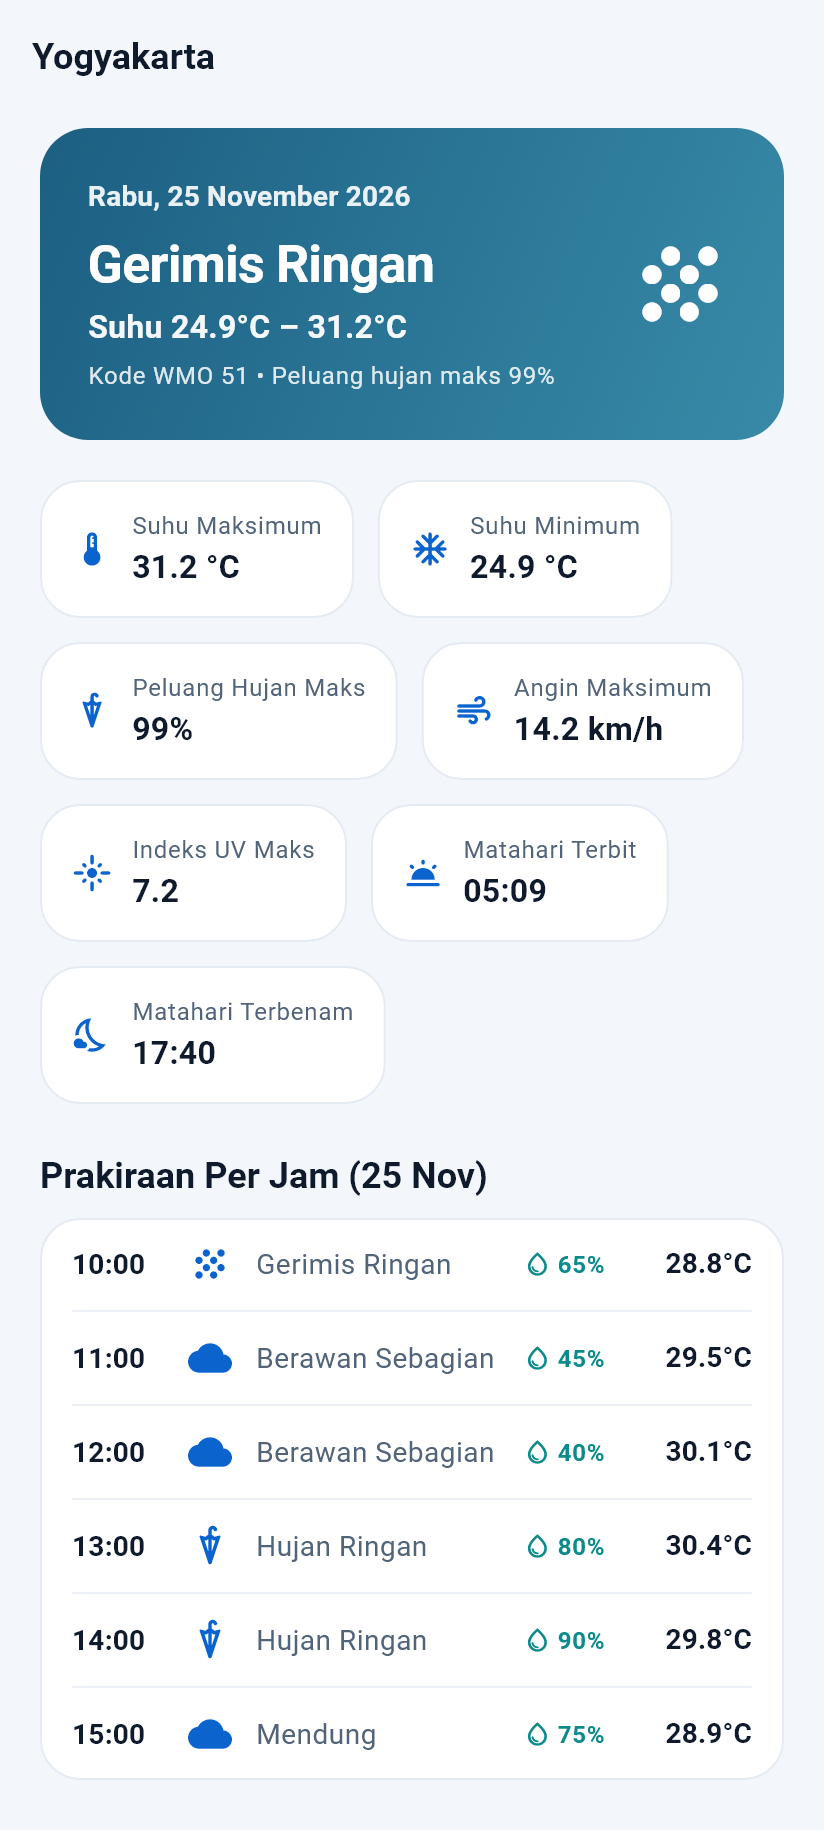 Yogyakarta
Rabu, 25 November 2026
Gerimis Ringan
Suhu 24.9°C – 31.2°C
Kode WMO 51 • Peluang hujan maks 99%
Suhu Maksimum
31.2 °C
Suhu Minimum
24.9 °C
Peluang Hujan Maks
99%
Angin Maksimum
14.2 km/h
Indeks UV Maks
7.2
Matahari Terbit
05:09
Matahari Terbenam
17:40
Prakiraan Per Jam (25 Nov)
10:00 Gerimis Ringan 65% 28.8°C
11:00 Berawan Sebagian 45% 29.5°C
12:00 Berawan Sebagian 40% 30.1°C
13:00 Hujan Ringan 80% 30.4°C
14:00 Hujan Ringan 90% 29.8°C
15:00 Mendung 75% 28.9°C